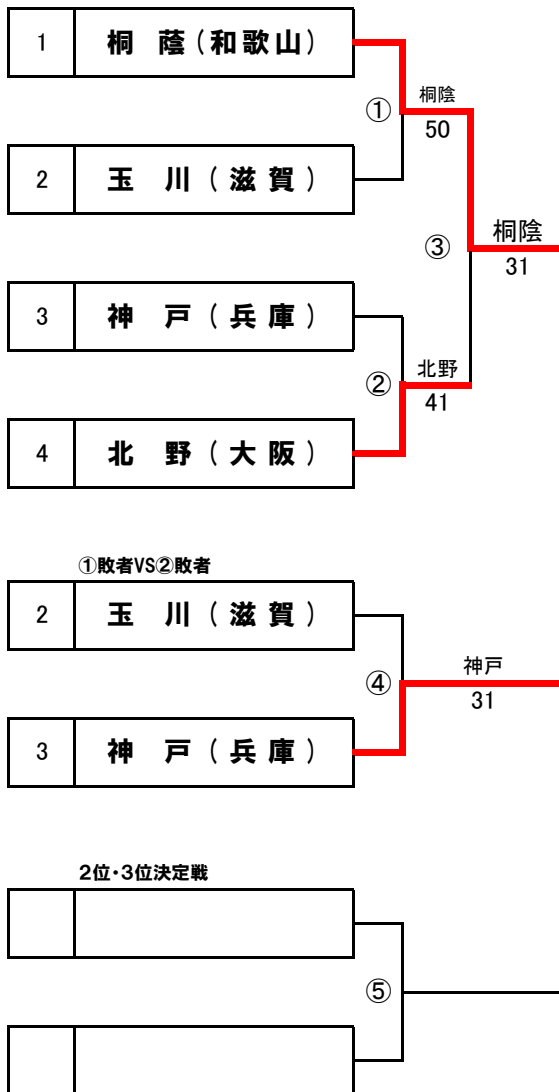 1 桐 蔭（和歌山）
① 桐陰
50
2 玉 川（滋賀）
③ 桐陰
31
3 神 戸（兵庫）
② 北野
41
4 北 野（大阪）
①敗者VS②敗者
2 玉 川（滋賀）
④ 神戸
31
3 神 戸（兵庫）
2位・3位決定戦
⑤